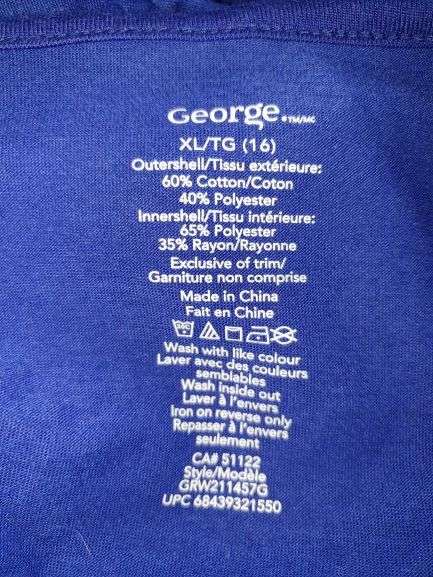 George.™/MC
XL/TG (16)
Outershell/Tissu extérieure:
60% Cotton/Coton
40% Polyester
Innershell/Tissu intérieure:
65% Polyester
35% Rayon/Rayonne
Exclusive of trim/
Garniture non comprise
Made in China
Fait en Chine
Wash with like colour
Laver avec des couleurs
semblables
Wash inside out
Laver à l'envers
Iron on reverse only
Repasser à l'envers
seulement
CA# 51122
Style/Modèle
GRW211457G
UPC 68439321550